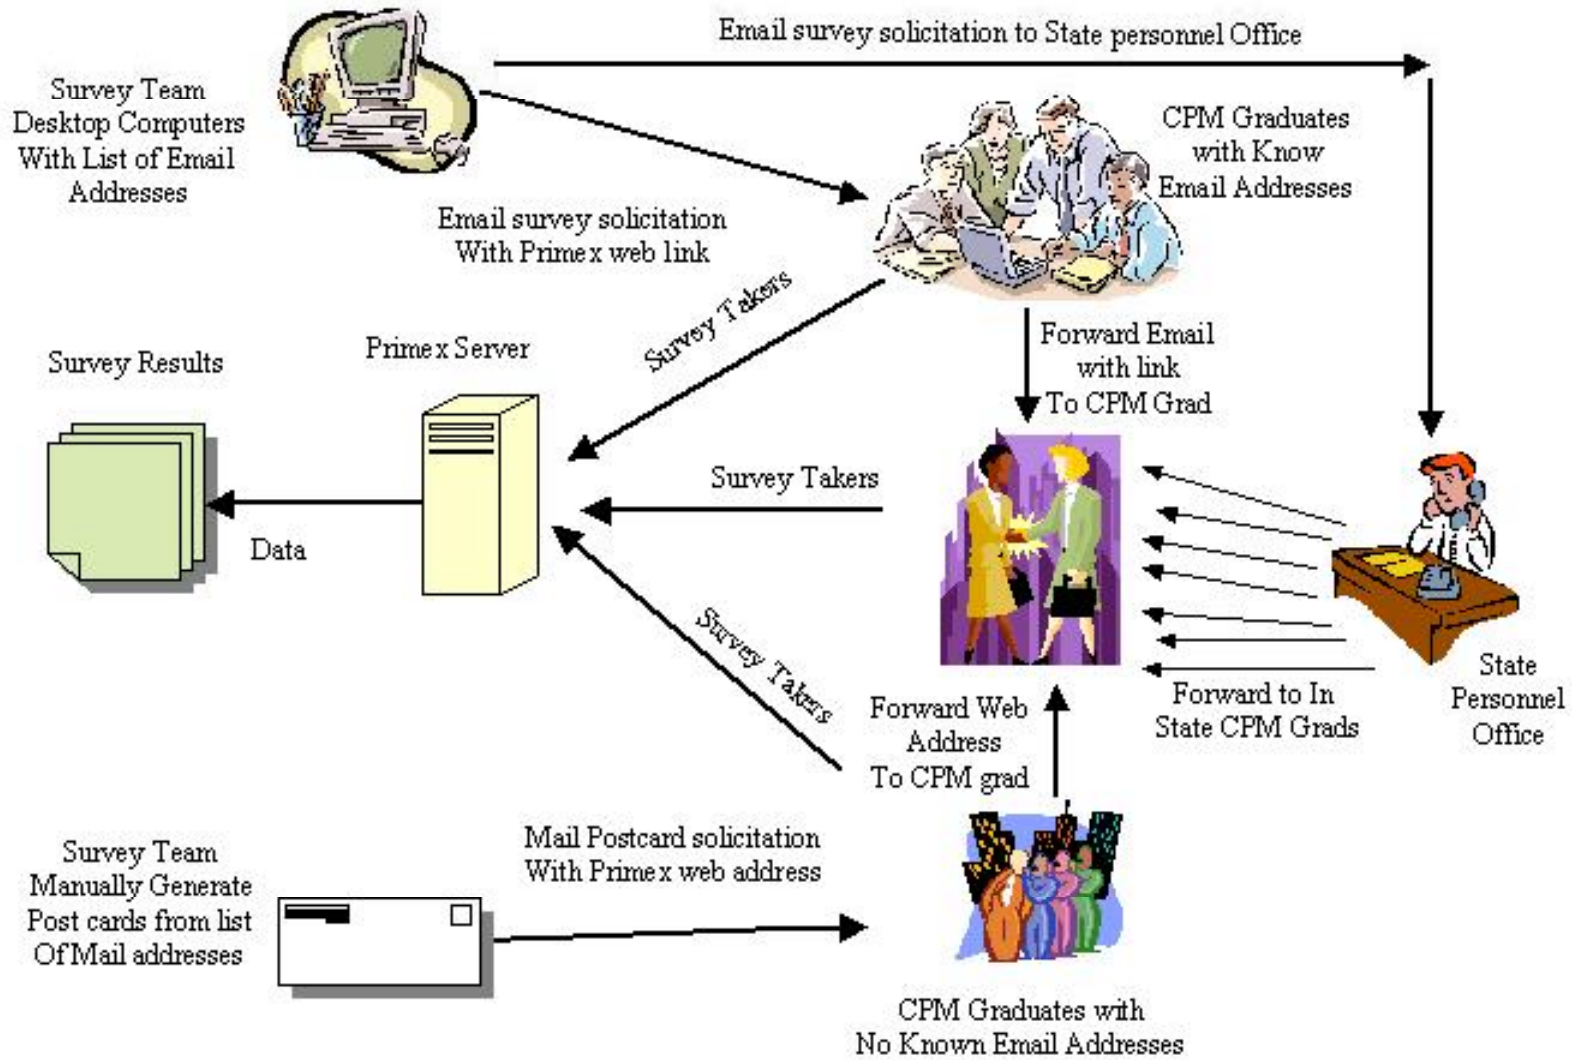 Email survey solicitation to State personnel Office
Survey Team
Desktop Computers
With List of Email
Addresses
CPM Graduates
with Know
Email Addresses
Email survey solicitation
With Primex web link
Survey Takers
Forward Email
with link
To CPM Grad
Survey Results
Primex Server
Survey Takers
Data
Survey Takers
Forward to In
State CPM Grads
State
Personnel
Office
Forward Web
Address
To CPM grad
Survey Team
Manually Generate
Post cards from list
Of Mail addresses
Mail Postcard solicitation
With Primex web address
CPM Graduates with
No Known Email Addresses